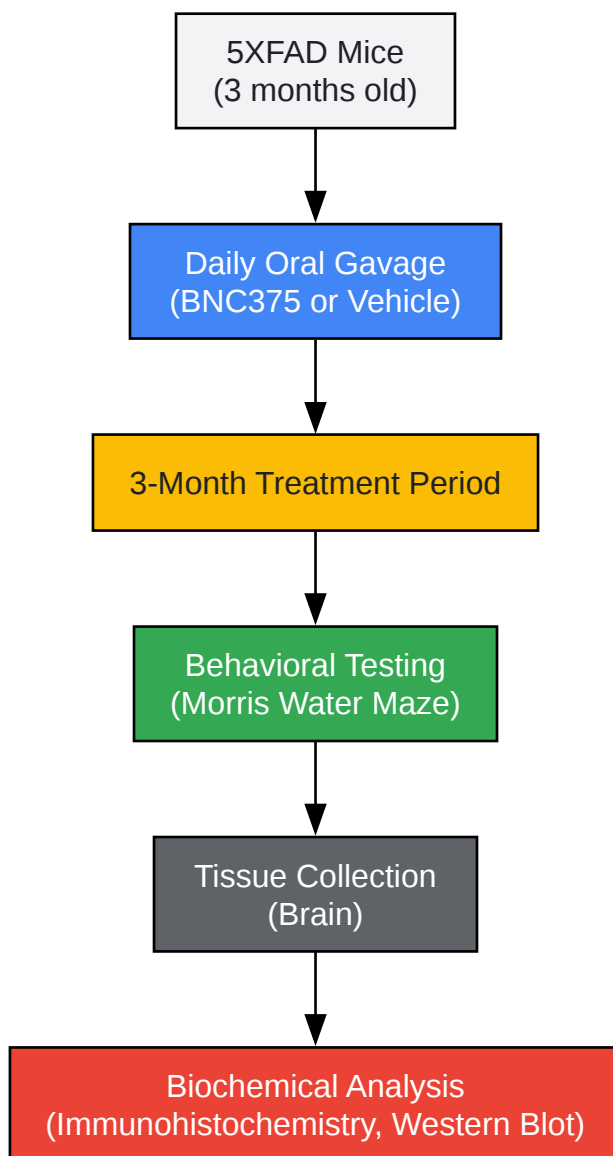 5XFAD Mice
(3 months old)
Daily Oral Gavage
(BNC375 or Vehicle)
3-Month Treatment Period
Behavioral Testing
(Morris Water Maze)
Tissue Collection
(Brain)
Biochemical Analysis
(Immunohistochemistry, Western Blot)